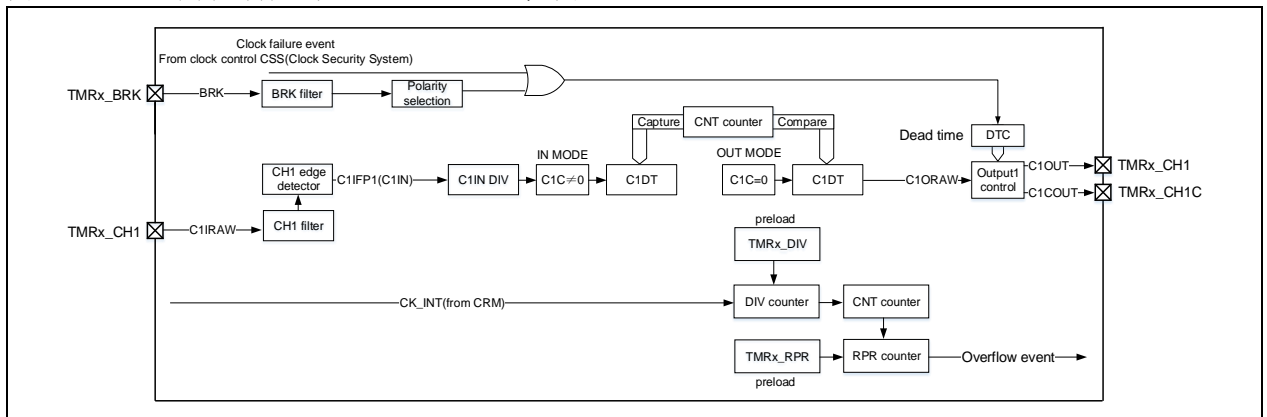 Clock failure event
From clock control CSS(Clock Security System)
TMRx_BRK
BRK
BRK filter
Polarity
selection
Capture
CNT counter
Compare
Dead time
DTC
IN MODE
OUT MODE
CH1 edge
detector
C1IFP1(C1IN)
C1IN DIV
C1C≠0
C1DT
C1C=0
C1DT
C1ORAW
Output1
control
C1OUT
TMRx_CH1
C1COUT
TMRx_CH1C
TMRx_CH1
C1IRAW
CH1 filter
preload
TMRx_DIV
CK_INT(from CRM)
DIV counter
CNT counter
TMRx_RPR
RPR counter
Overflow event
preload